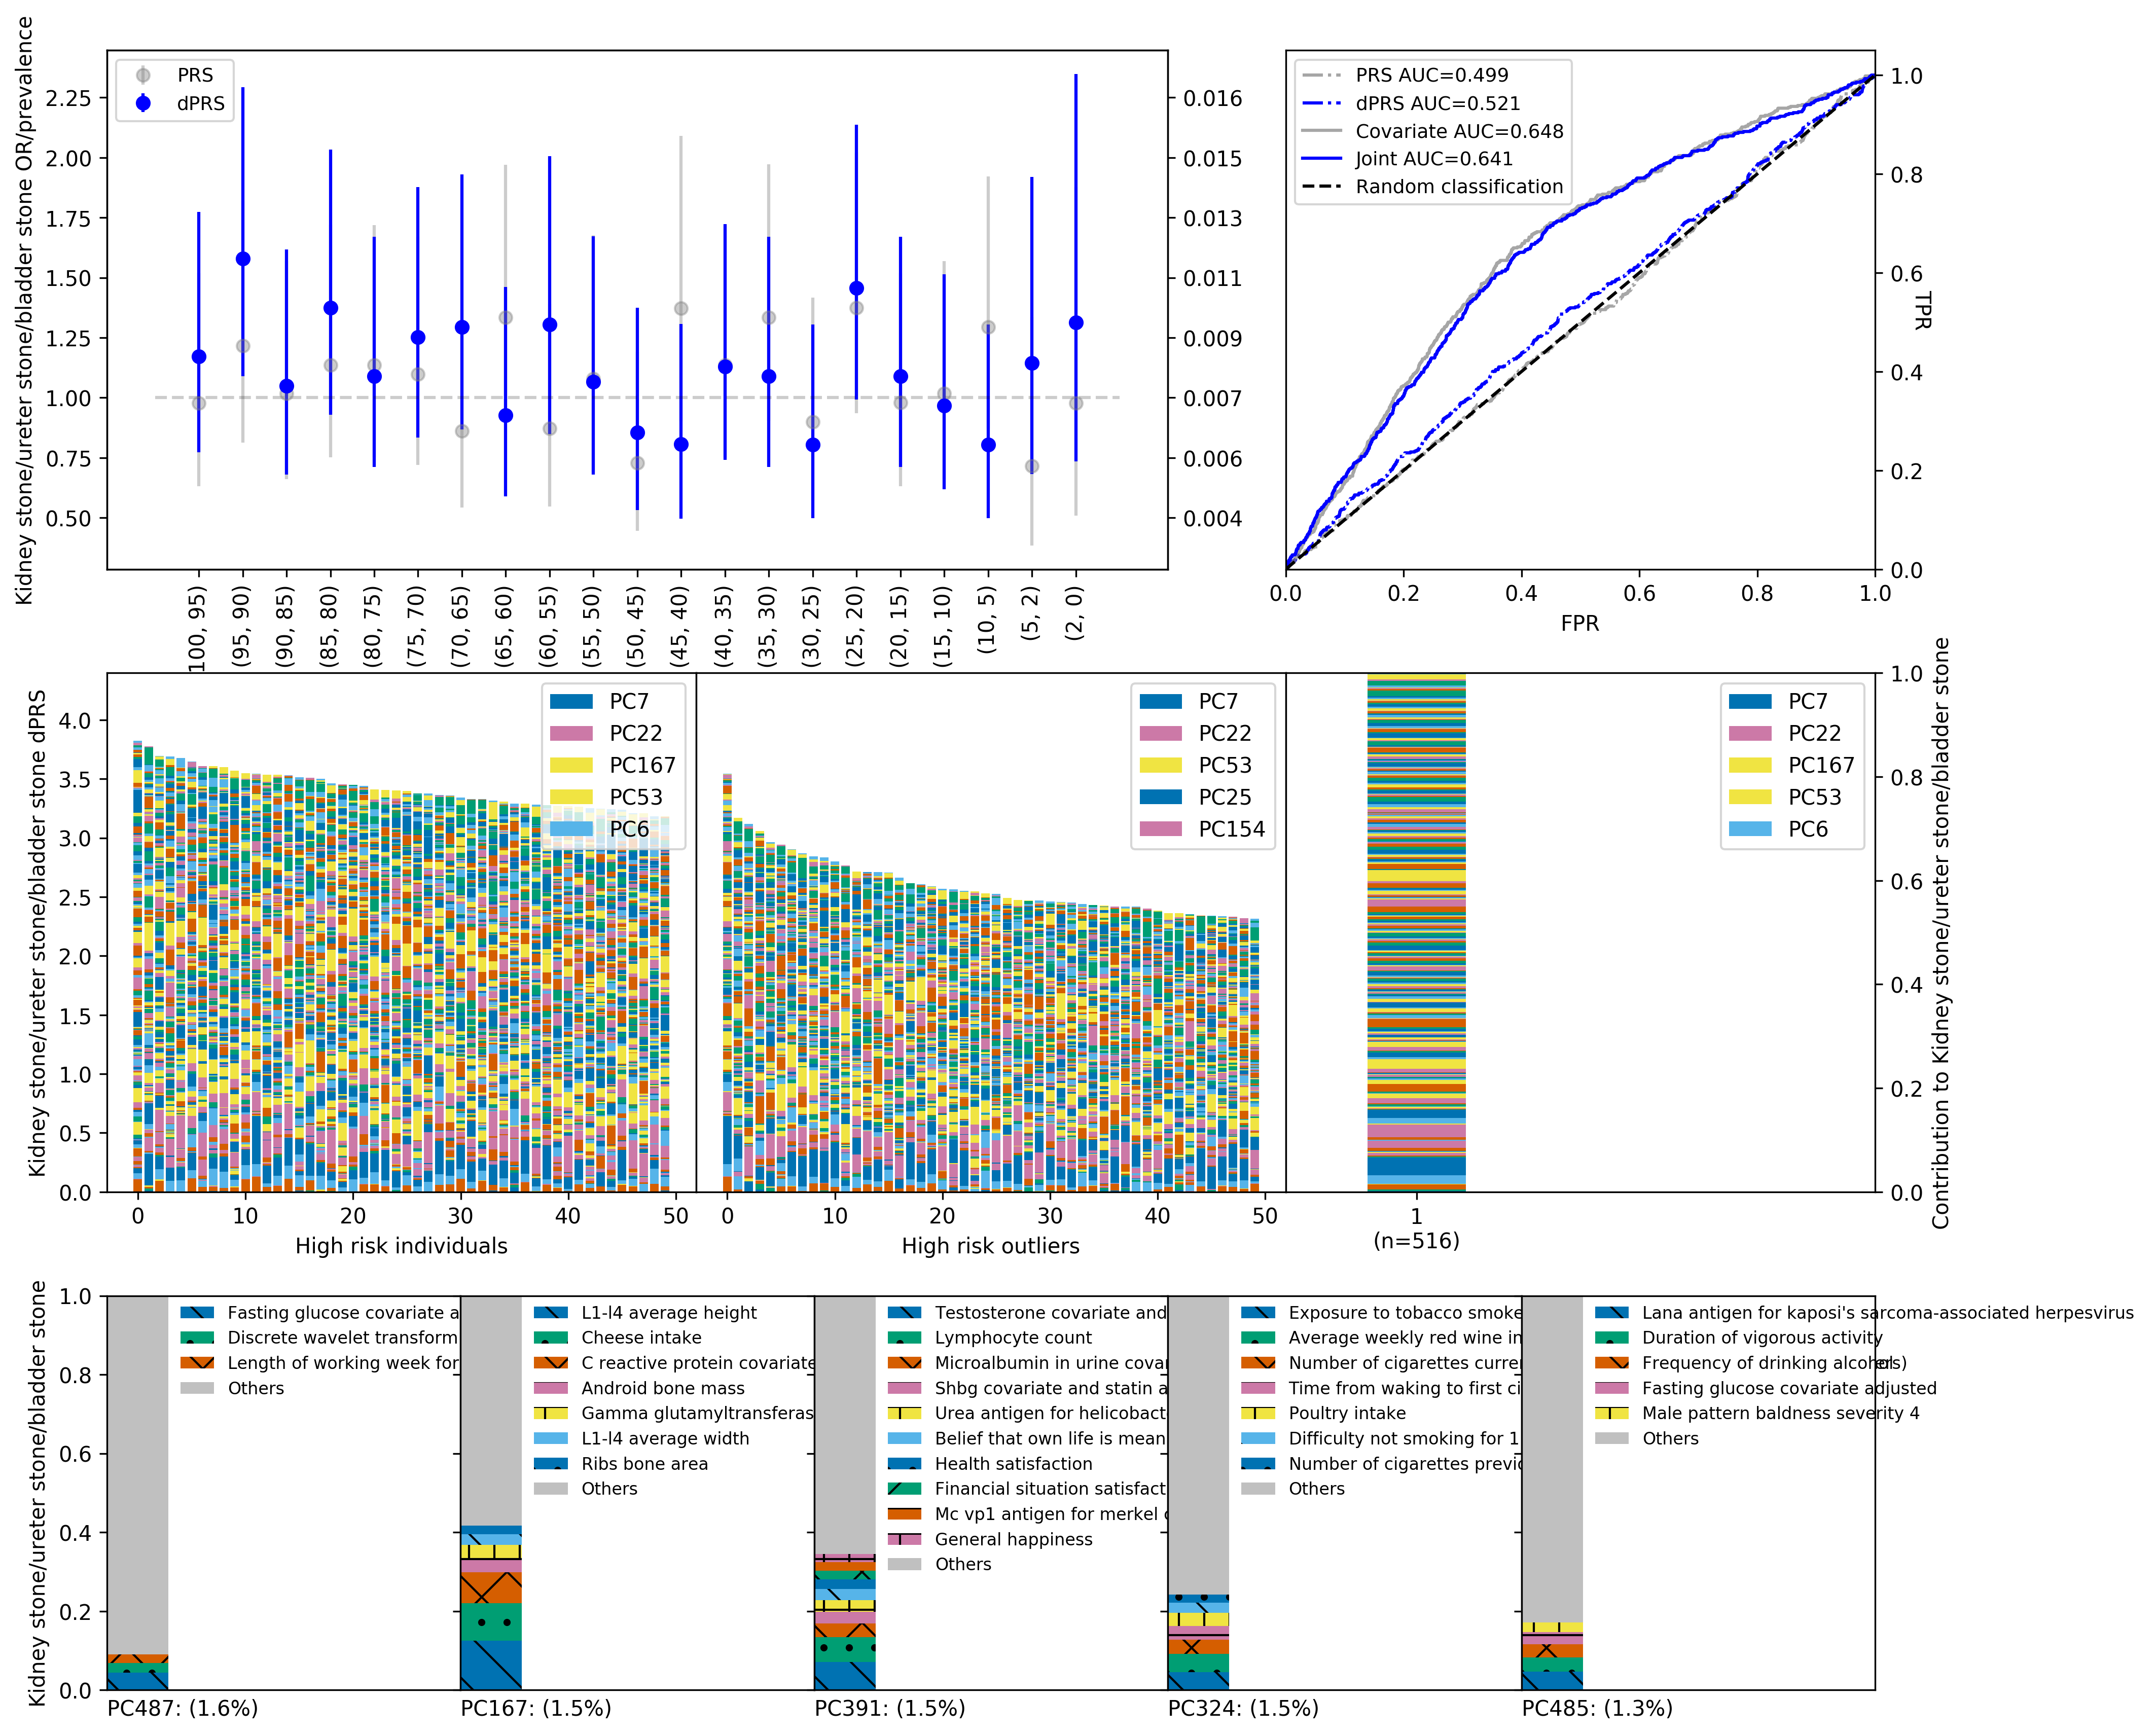 Kidney stone/ureter stone/bladder stone OR/prevalence
PRS
dPRS
2.25
2.00
1.75
1.50
1.25
1.00
0.75
0.50
0.016
0.015
0.013
0.011
0.009
0.007
0.006
0.004
100, 95)
(95, 90)
(90, 85)
(85, 80)
(80, 75)
(75, 70)
(70, 65)
(65, 60)
(60, 55)
(55, 50)
(50, 45)
(45, 40)
(40, 35)
(35, 30)
(30, 25)
(25, 20)
(20, 15)
(15, 10)
(10, 5)
(5, 2)
(2, 0)
PRS AUC=0.499
dPRS AUC=0.521
Covariate AUC=0.648
Joint AUC=0.641
Random classification
1.0
0.8
0.6
0.4
0.2
0.0
TPR
0.0 0.2 0.4 0.6 0.8 1.0
FPR
Kidney stone/ureter stone/bladder stone dPRS
4.0
3.5
3.0
2.5
2.0
1.5
1.0
0.5
0.0
PC7
PC22
PC167
PC53
PC6
0 10 20 30 40 50
High risk individuals
PC7
PC22
PC53
PC25
PC154
0 10 20 30 40 50
High risk outliers
PC7
PC22
PC167
PC53
PC6
1
(n=516)
1.0
0.8
0.6
0.4
0.2
0.0
Contribution to Kidney stone/ureter stone/bladder stone
Kidney stone/ureter stone/bladder stone
1.0
0.8
0.6
0.4
0.2
0.0
Fasting glucose covariate a
Discrete wavelet transform
Length of working week for
Others
PC487: (1.6%)
L1-l4 average height
Cheese intake
C reactive protein covariate
Android bone mass
Gamma glutamyltransferas
L1-l4 average width
Ribs bone area
Others
PC167: (1.5%)
Testosterone covariate and
Lymphocyte count
Microalbumin in urine covar
Shbg covariate and statin a
Urea antigen for helicobact
Belief that own life is mean
Health satisfaction
Financial situation satisfact
Mc vp1 antigen for merkel c
General happiness
Others
PC391: (1.5%)
Exposure to tobacco smoke
Average weekly red wine in
Number of cigarettes curren
Time from waking to first ci
Poultry intake
Difficulty not smoking for 1
Number of cigarettes previo
Others
PC324: (1.5%)
Lana antigen for kaposi's sarcoma-associated herpesvirus
Duration of vigorous activity
Frequency of drinking alcohol
Fasting glucose covariate adjusted
Male pattern baldness severity 4
Others
PC485: (1.3%)